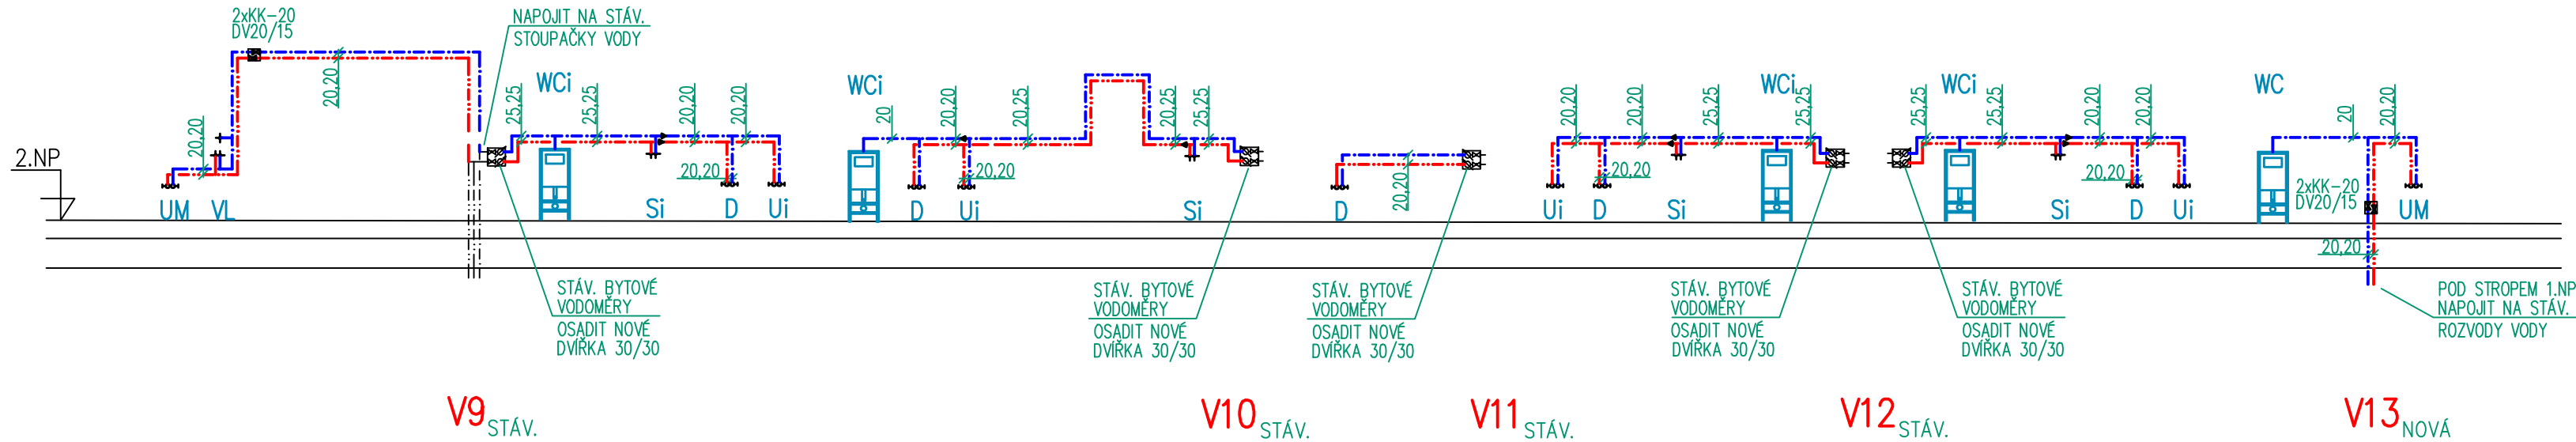 2xKK-20
DV20/15
NAPOJIT NA STÁV.
STOUPAČKY VODY
20,20
20,20
2.NP
UM
VL
WCi
25,25
25,25
20,20
20,20
20,20
Si
D
Ui
WCi
20
20,20
20,25
20,25
25,25
20,20
D
Ui
Si
20,20
D
20,20
20,20
25,25
WCi
25,25
20,20
Ui
D
Si
WCi
25,25
25,25
20,20
20,20
20,20
Si
D
Ui
WC
20
20,20
2xKK-20
DV20/15
UM
20,20
STÁV. BYTOVÉ
VODOMĚRY
OSADIT NOVÉ
DVÍŘKA 30/30
STÁV. BYTOVÉ
VODOMĚRY
OSADIT NOVÉ
DVÍŘKA 30/30
STÁV. BYTOVÉ
VODOMĚRY
OSADIT NOVÉ
DVÍŘKA 30/30
STÁV. BYTOVÉ
VODOMĚRY
OSADIT NOVÉ
DVÍŘKA 30/30
STÁV. BYTOVÉ
VODOMĚRY
OSADIT NOVÉ
DVÍŘKA 30/30
POD STROPEM 1.NP
NAPOJIT NA STÁV.
ROZVODY VODY
V9 STÁV.
V10 STÁV.
V11 STÁV.
V12 STÁV.
V13 NOVÁ